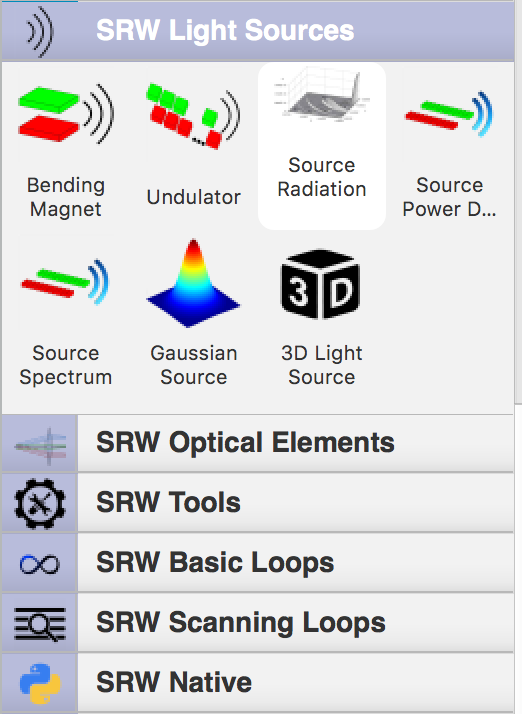 SRW Light Sources
Bending
Magnet
Undulator
Source
Radiation
Source
Power D...
Source
Spectrum
Gaussian
Source
3D Light
Source
3 D
SRW Optical Elements
SRW Tools
SRW Basic Loops
SRW Scanning Loops
SRW Native